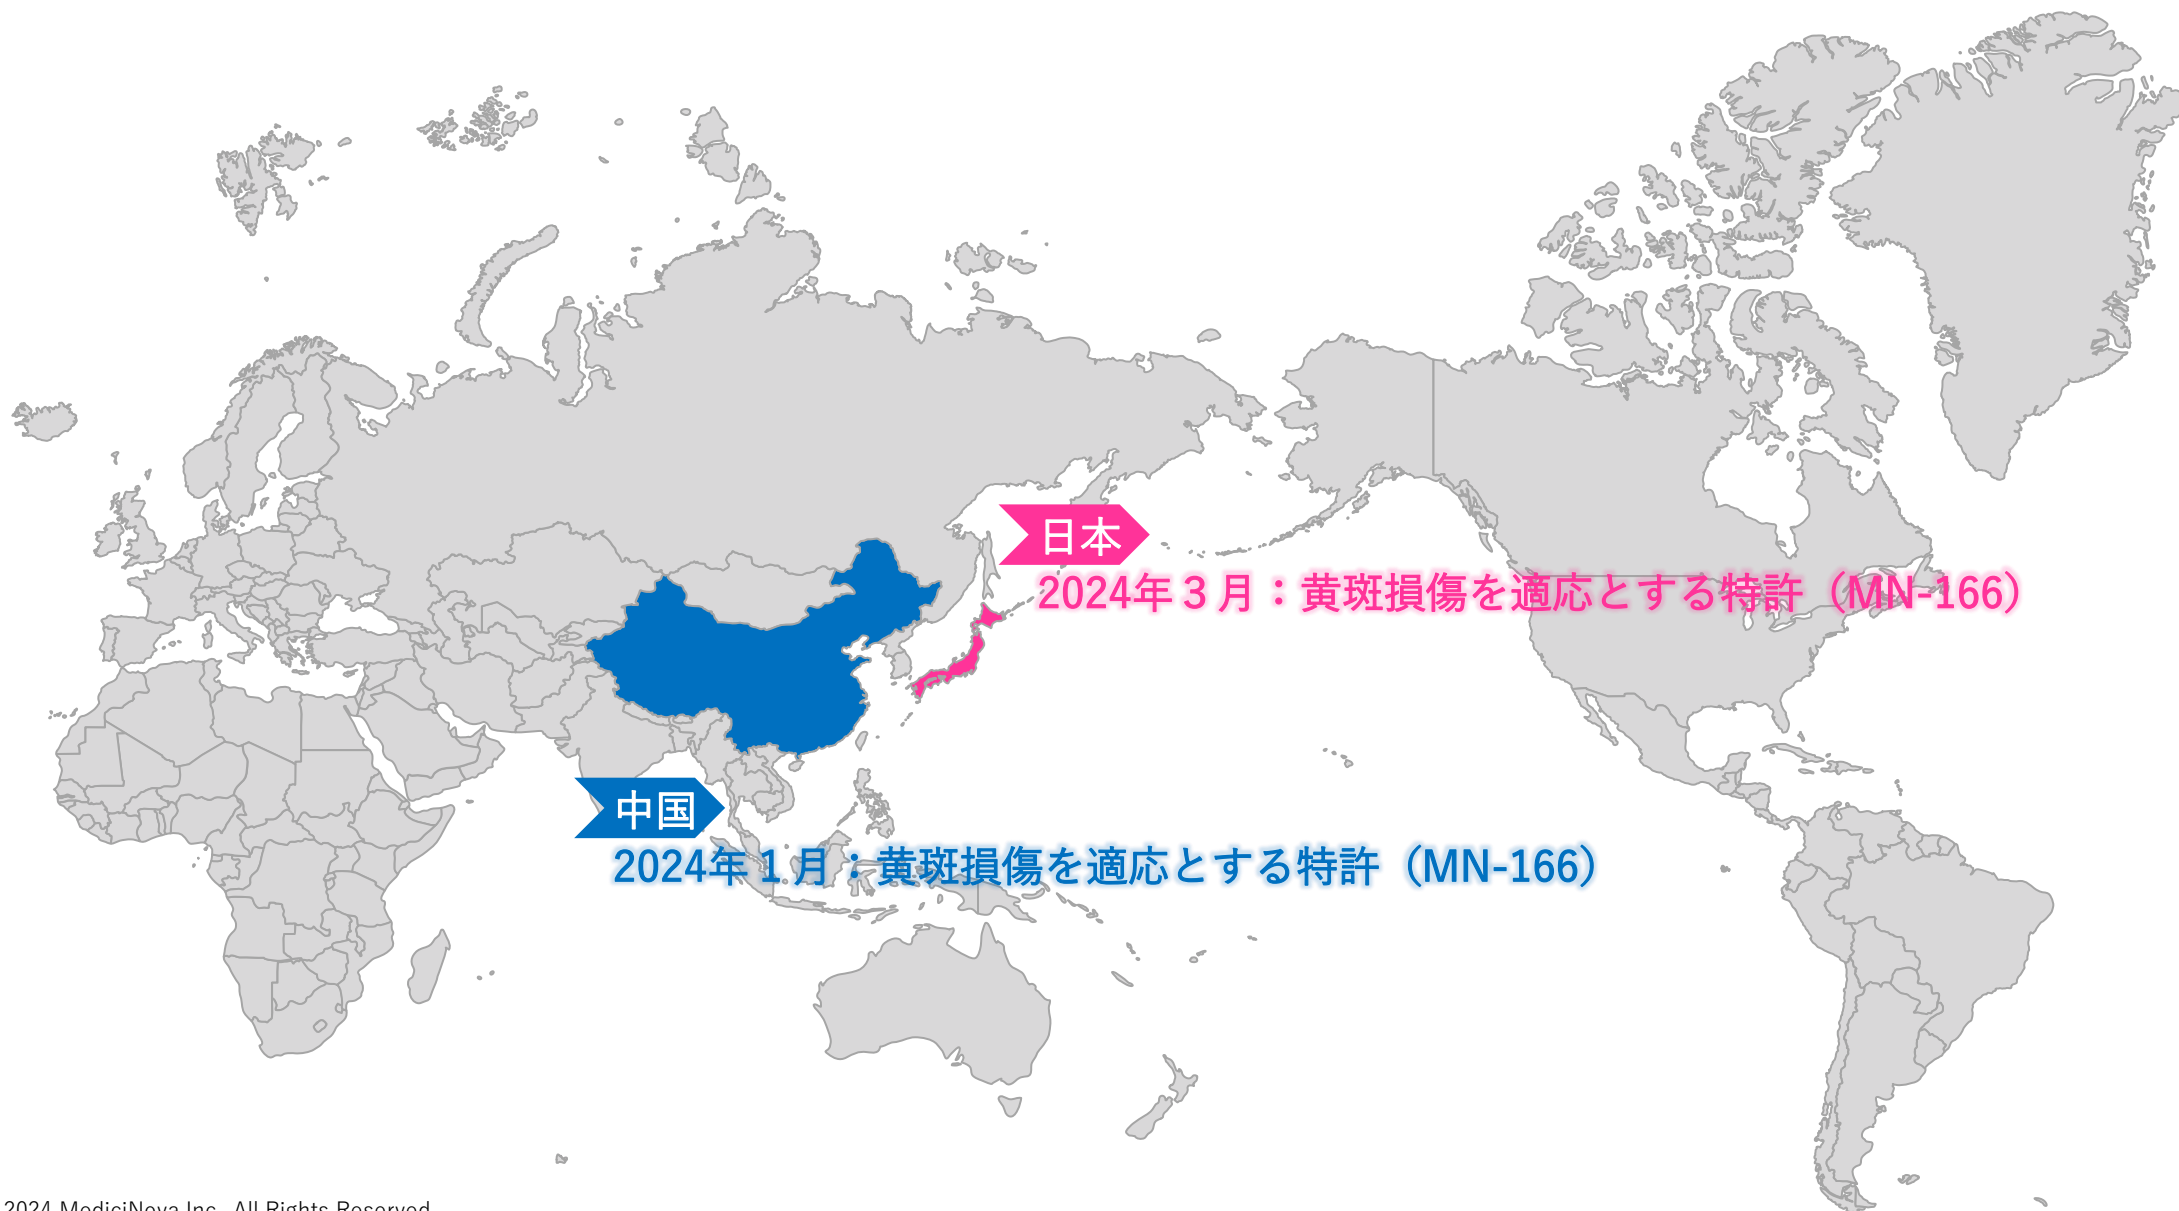 日本
2024年３月：黄斑損傷を適応とする特許（MN-166）
中国
2024年１月：黄斑損傷を適応とする特許（MN-166）
2024 MediciNova Inc. All Rights Reserved